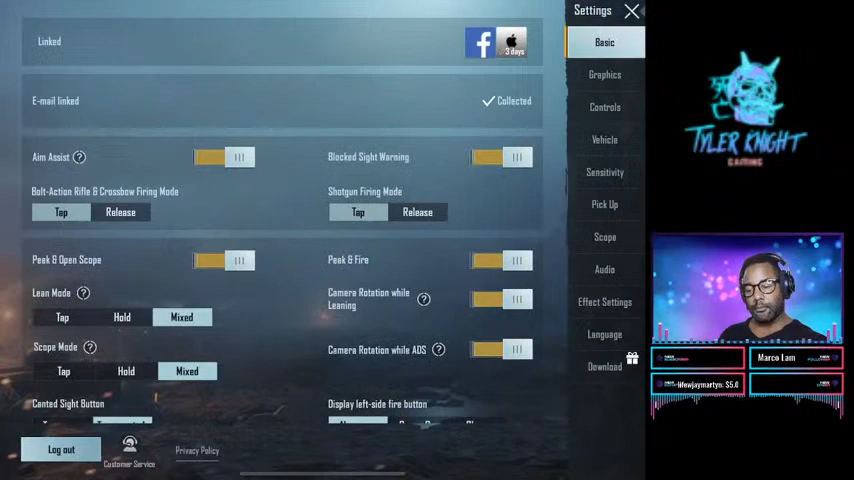 Settings
Linked
3 days
Basic
Graphics
E-mail linked
Collected
Controls
Vehicle
Aim Assist ?
Blocked Sight Warning
Sensitivity
Bolt-Action Rifle & Crossbow Firing Mode
Shotgun Firing Mode
Tap Release
Tap Release
Pick Up
Scope
Peek & Open Scope
Peek & Fire
Audio
Lean Mode ?
Camera Rotation while Leaning ?
Effect Settings
Tap Hold Mixed
Language
Scope Mode ?
Camera Rotation while ADS ?
Download
Tap Hold Mixed
Canted Sight Button
Display left-side fire button
Log out
Customer Service
Privacy Policy
TYLER KNIGHT
GAMING
Marco Lam
lifewjaymartyn: $5.0